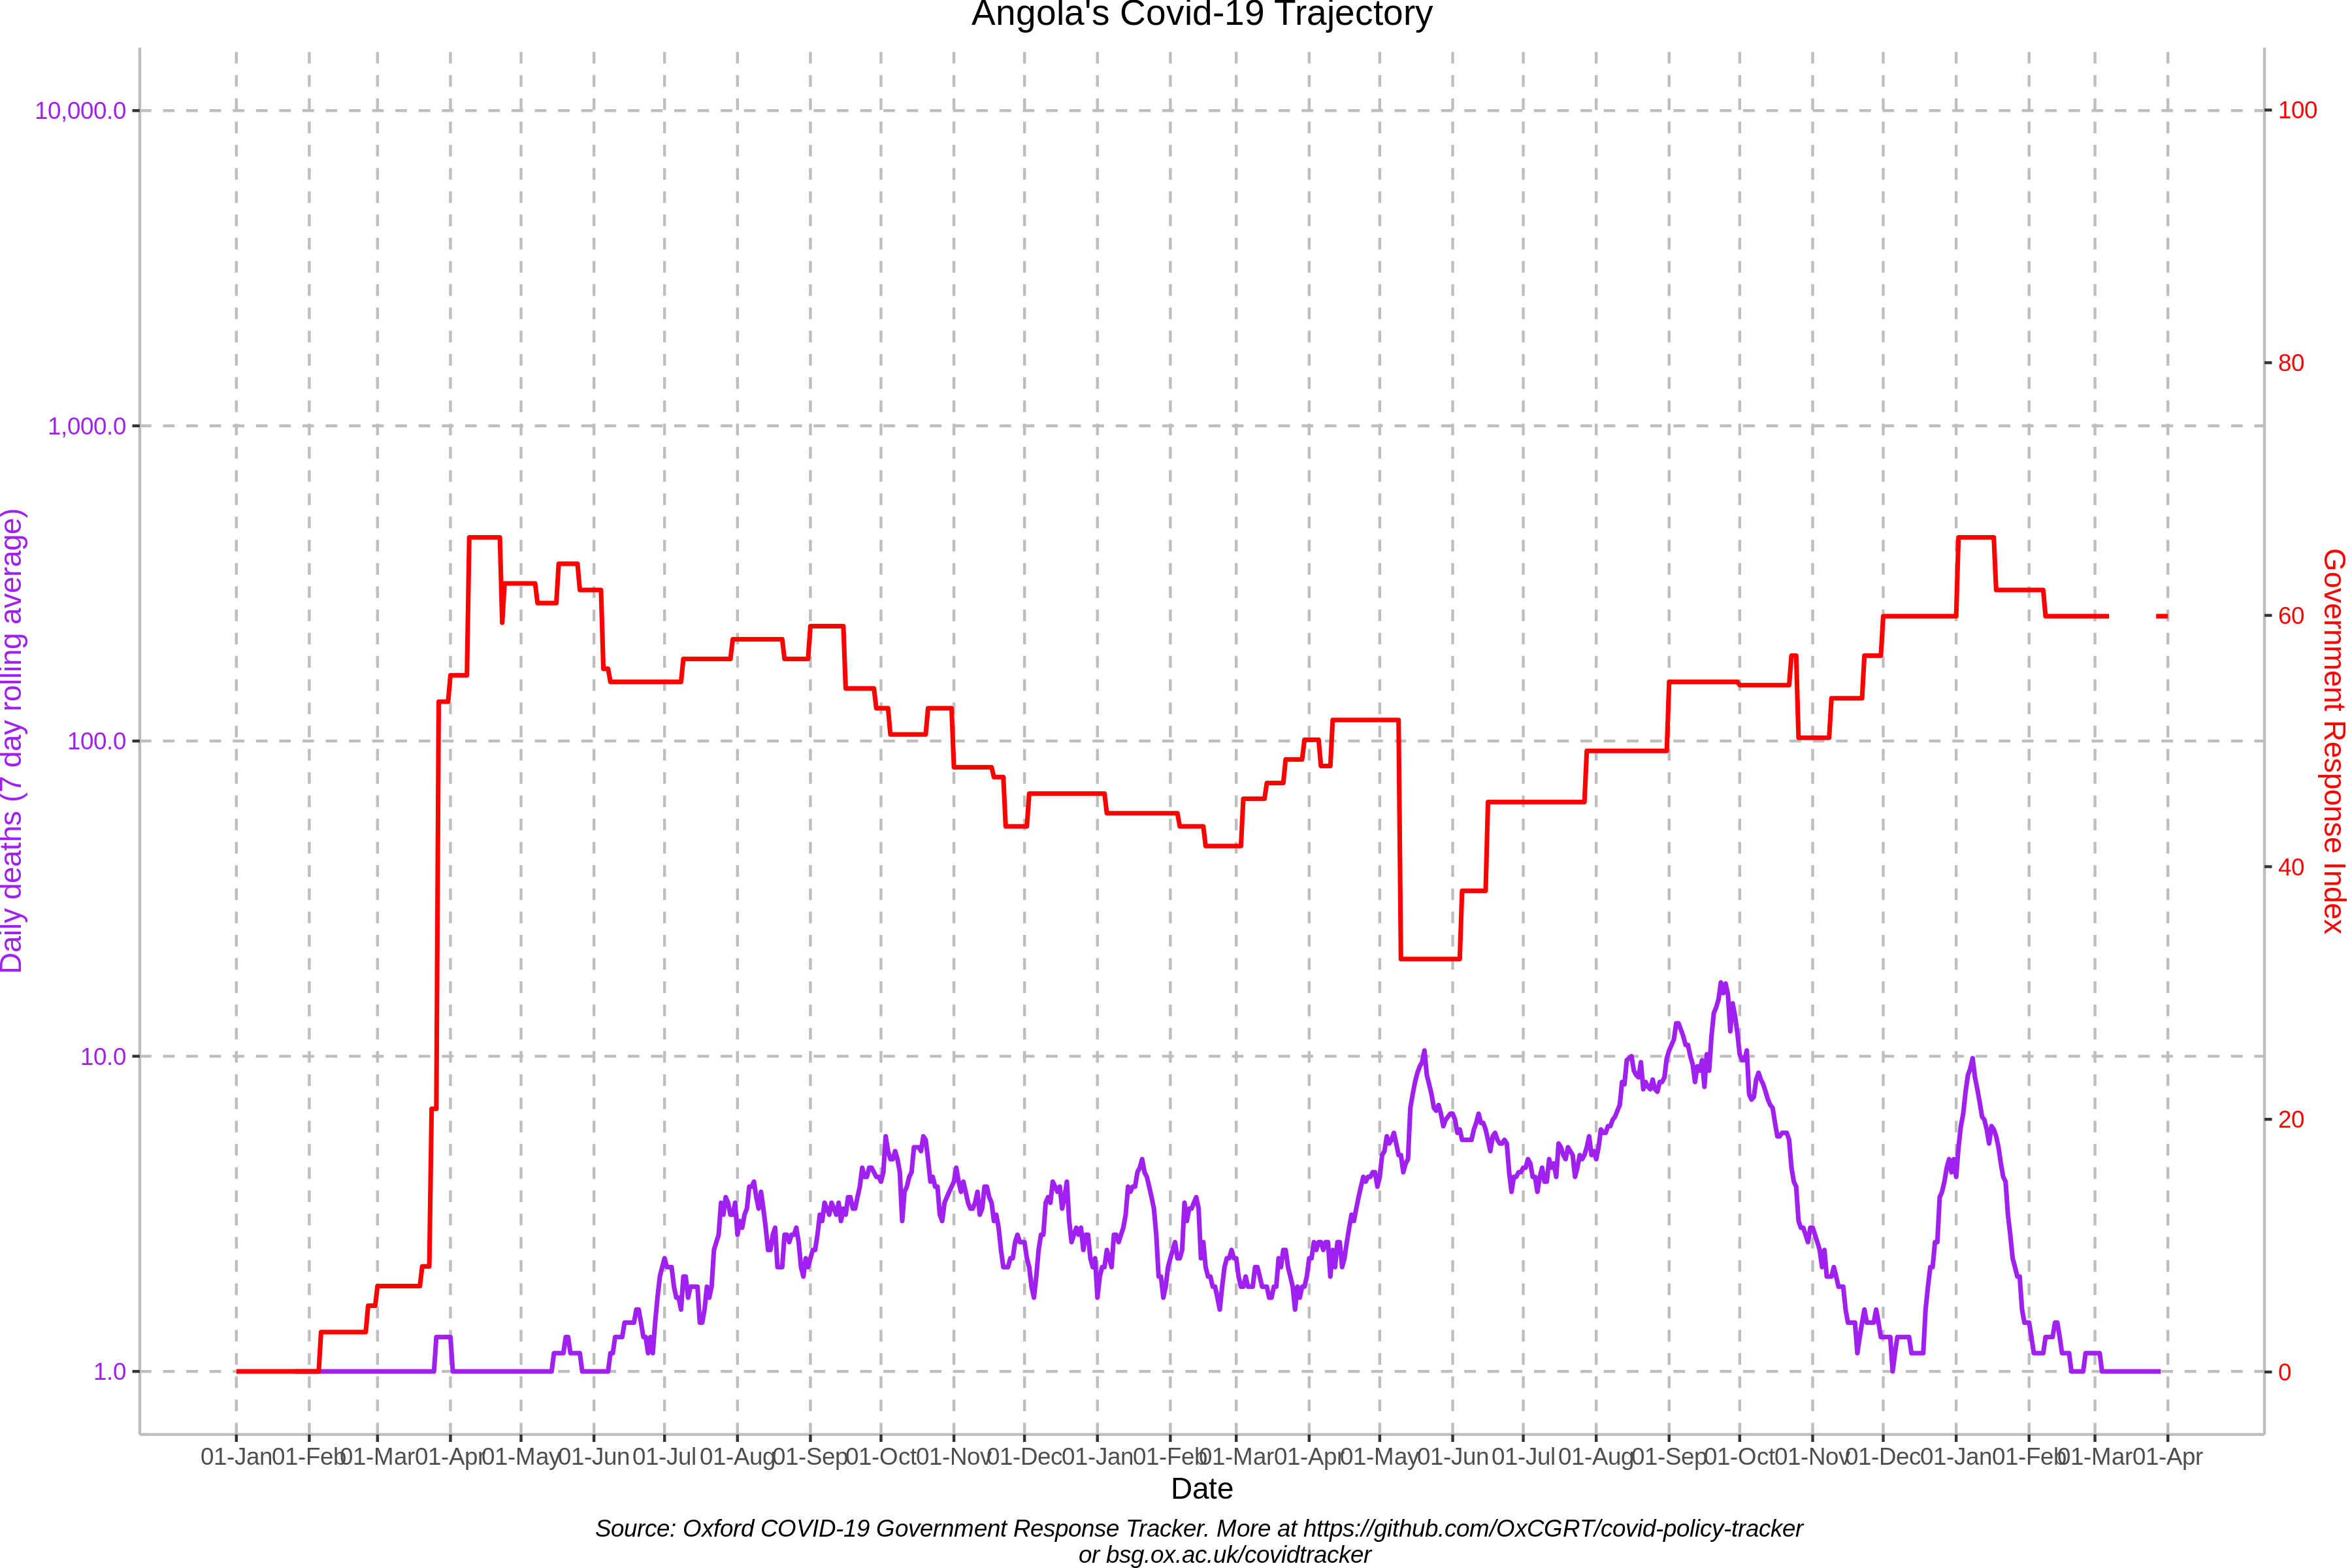 Angola's Covid-19 Trajectory
10,000.0
1,000.0
100.0
10.0
1.0
Daily deaths (7 day rolling average)
100
80
60
40
20
0
Government Response Index
01-Jan 01-Feb 01-Mar 01-Apr 01-May 01-Jun 01-Jul 01-Aug 01-Sep 01-Oct 01-Nov 01-Dec 01-Jan 01-Feb 01-Mar 01-Apr 01-May 01-Jun 01-Jul 01-Aug 01-Sep 01-Oct 01-Nov 01-Dec 01-Jan 01-Feb 01-Mar 01-Apr
Date
Source: Oxford COVID-19 Government Response Tracker. More at https://github.com/OxCGRT/covid-policy-tracker
or bsg.ox.ac.uk/covidtracker